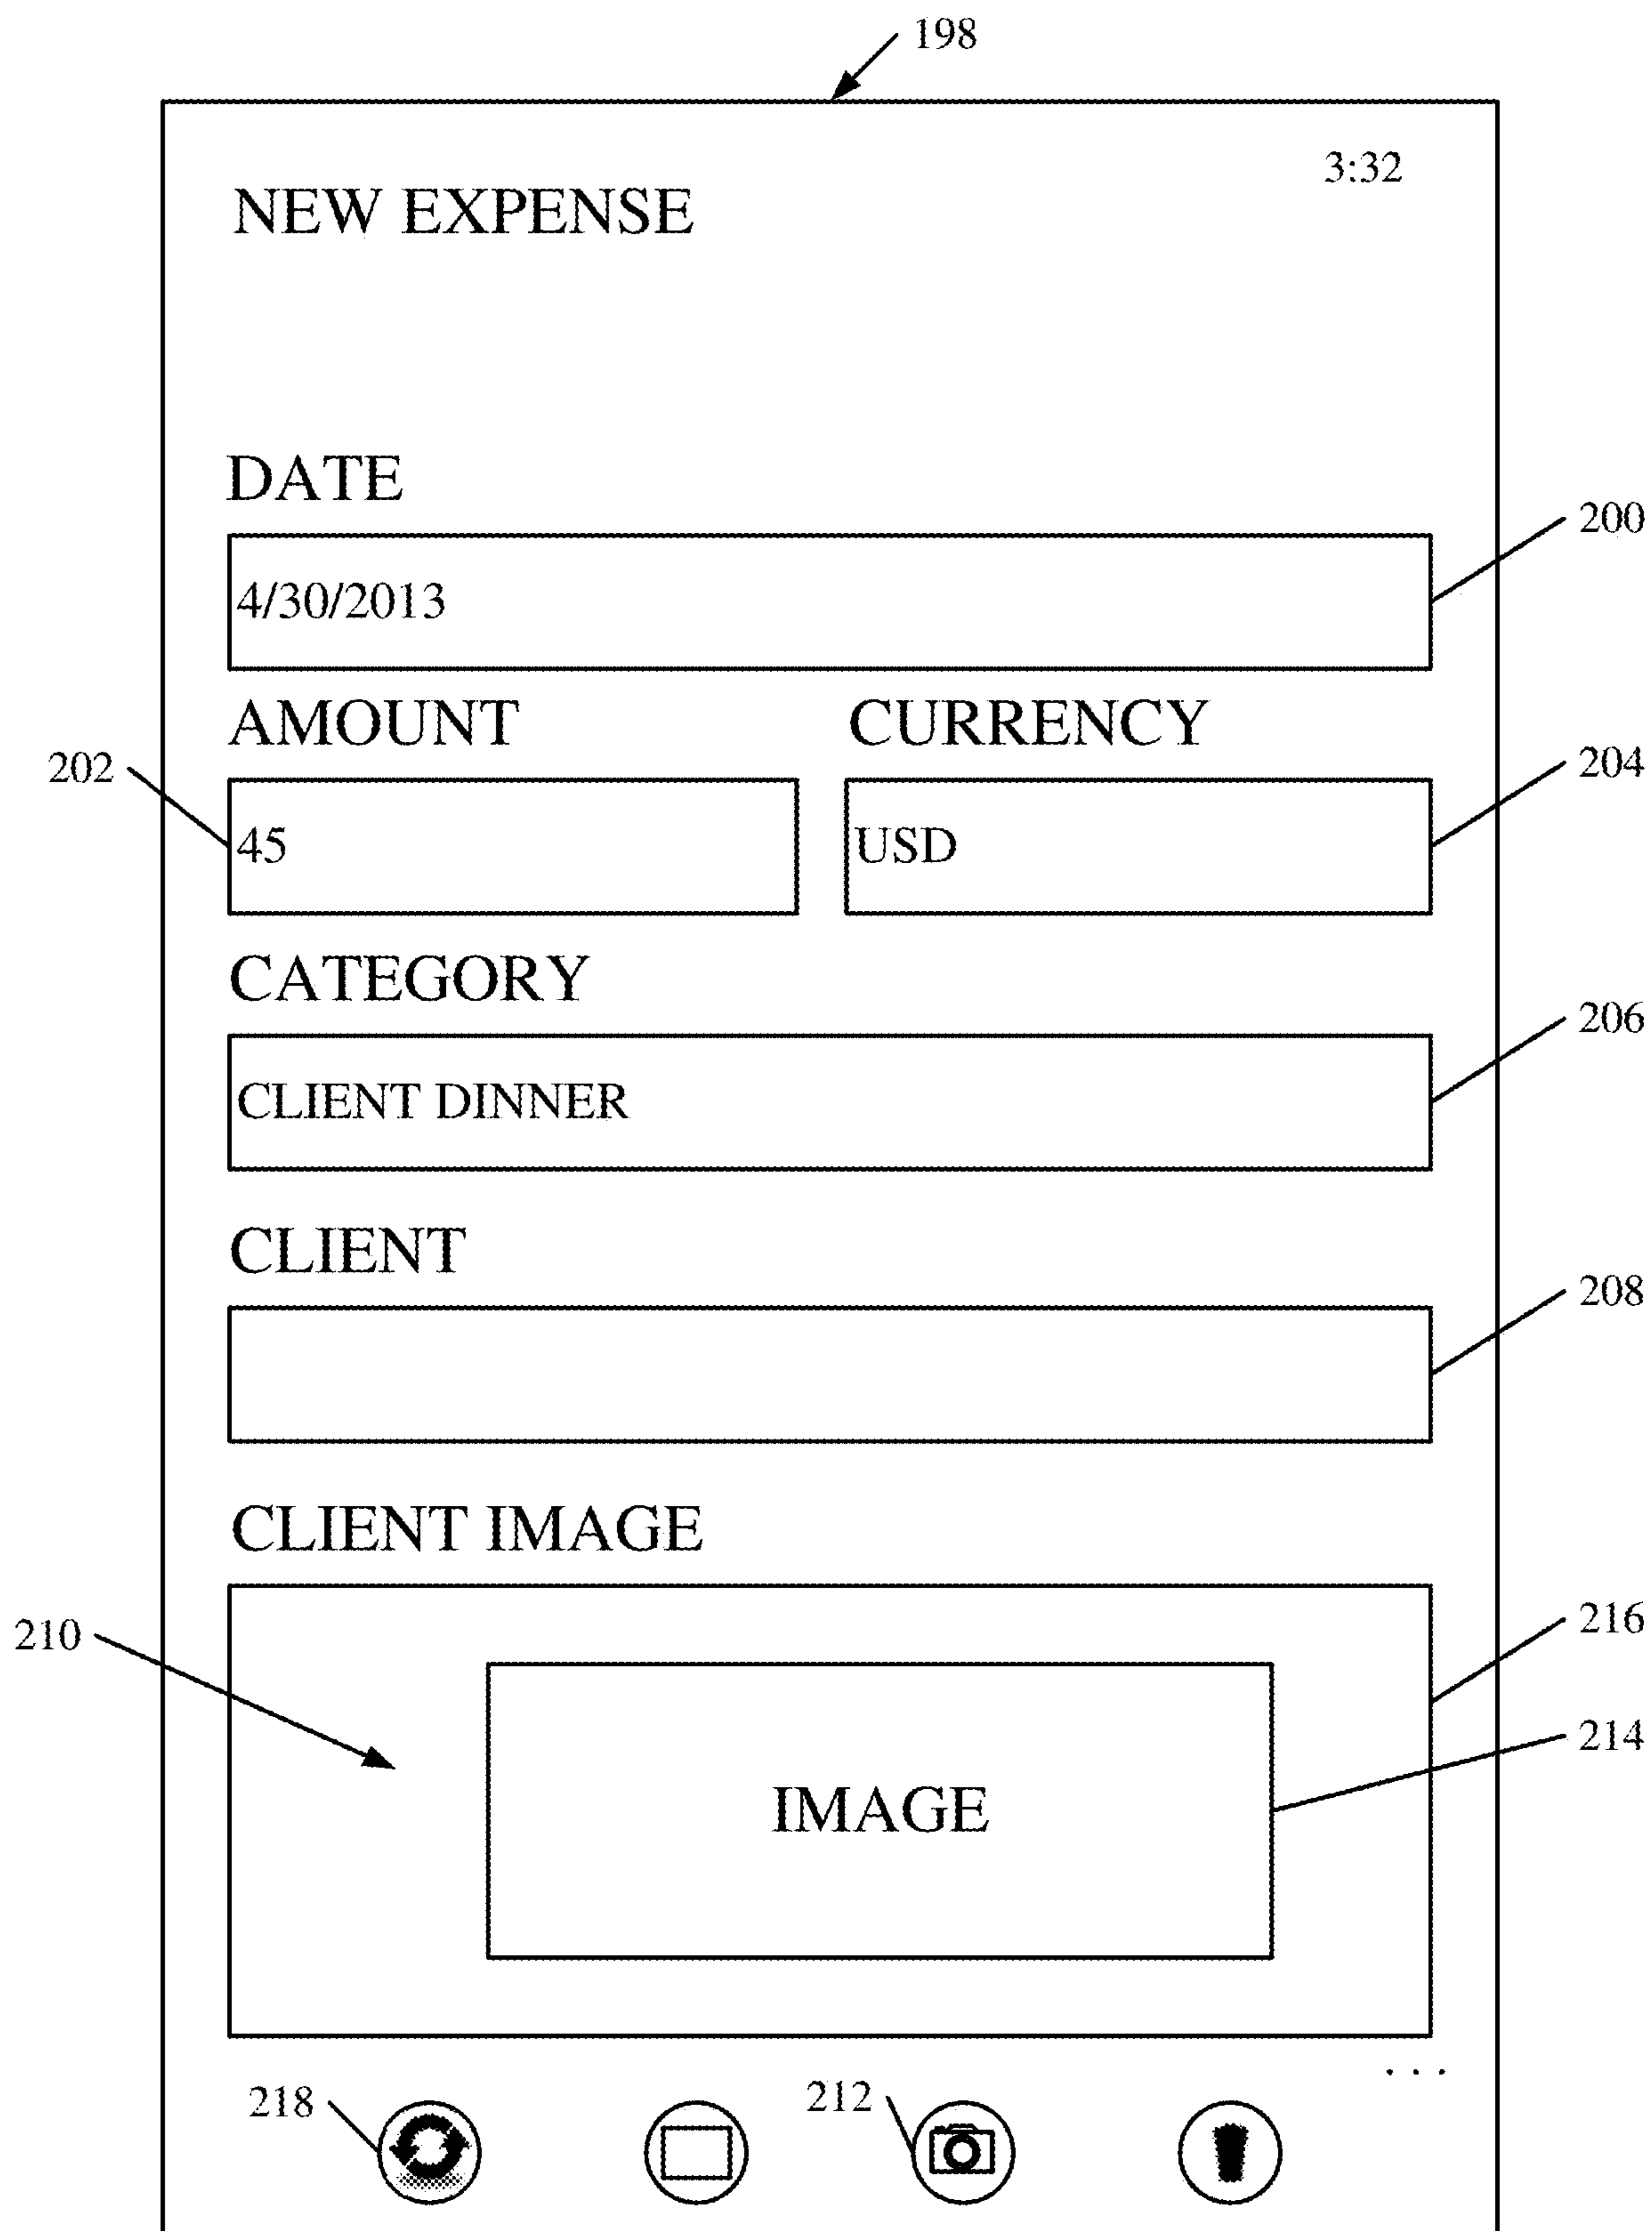 198
3:32
NEW EXPENSE
DATE
200
4/30/2013
AMOUNT CURRENCY
202 204
45 USD
CATEGORY
206
CLIENT DINNER
CLIENT
208
CLIENT IMAGE
210 216
214
IMAGE
. . .
218 212